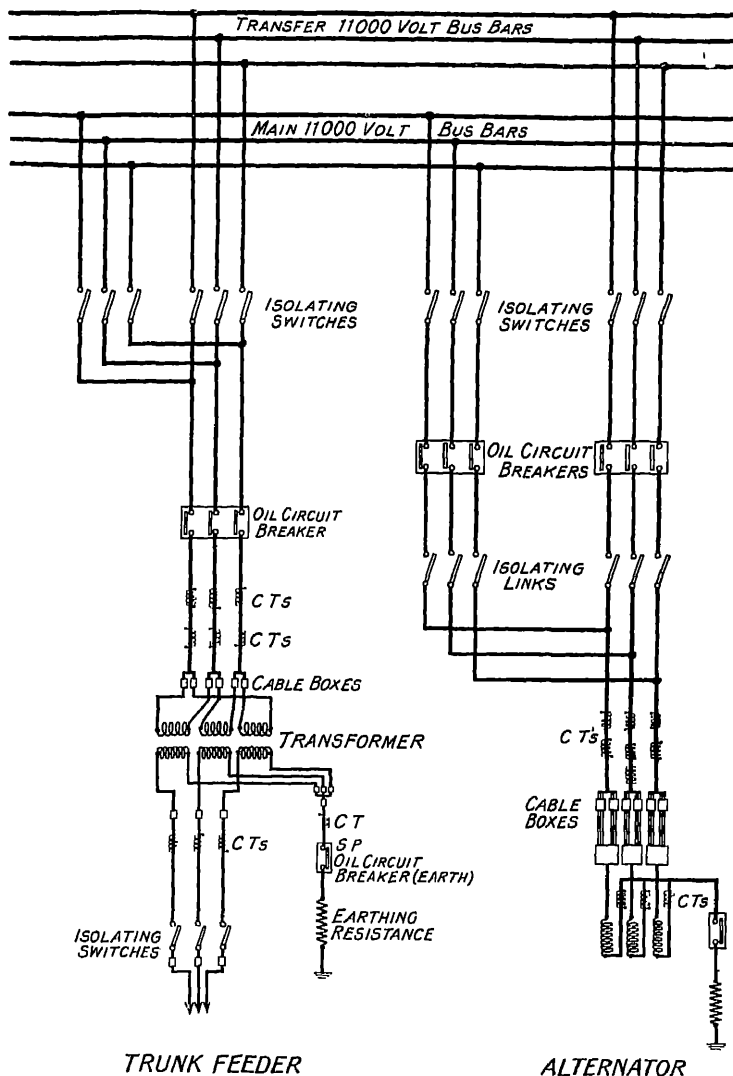 TRANSFER 11000 VOLT BUS BARS
MAIN 11000 VOLT BUS BARS
ISOLATING
SWITCHES
ISOLATING
SWITCHES
OIL CIRCUIT
BREAKERS
OIL CIRCUIT
BREAKER
ISOLATING
LINKS
C Ts
C Ts
CABLE BOXES
TRANSFORMER
C Ts
CABLE
BOXES
C T
S P
OIL CIRCUIT
BREAKER (EARTH)
C Ts
EARTHING
RESISTANCE
ISOLATING
SWITCHES
C Ts
TRUNK FEEDER
ALTERNATOR